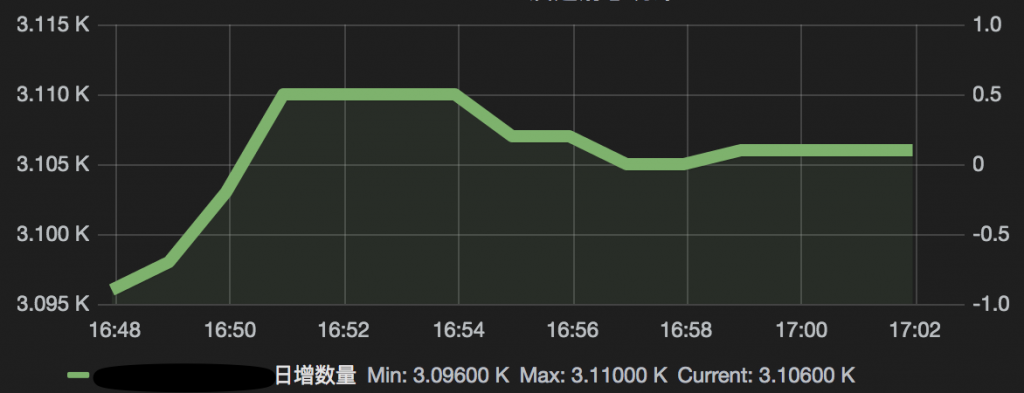 3.115 K 1.0
3.110 K 0.5
3.105 K 0
3.100 K -0.5
3.095 K -1.0
16:48 16:50 16:52 16:54 16:56 16:58 17:00 17:02
日增数量 Min: 3.09600 K Max: 3.11000 K Current: 3.10600 K